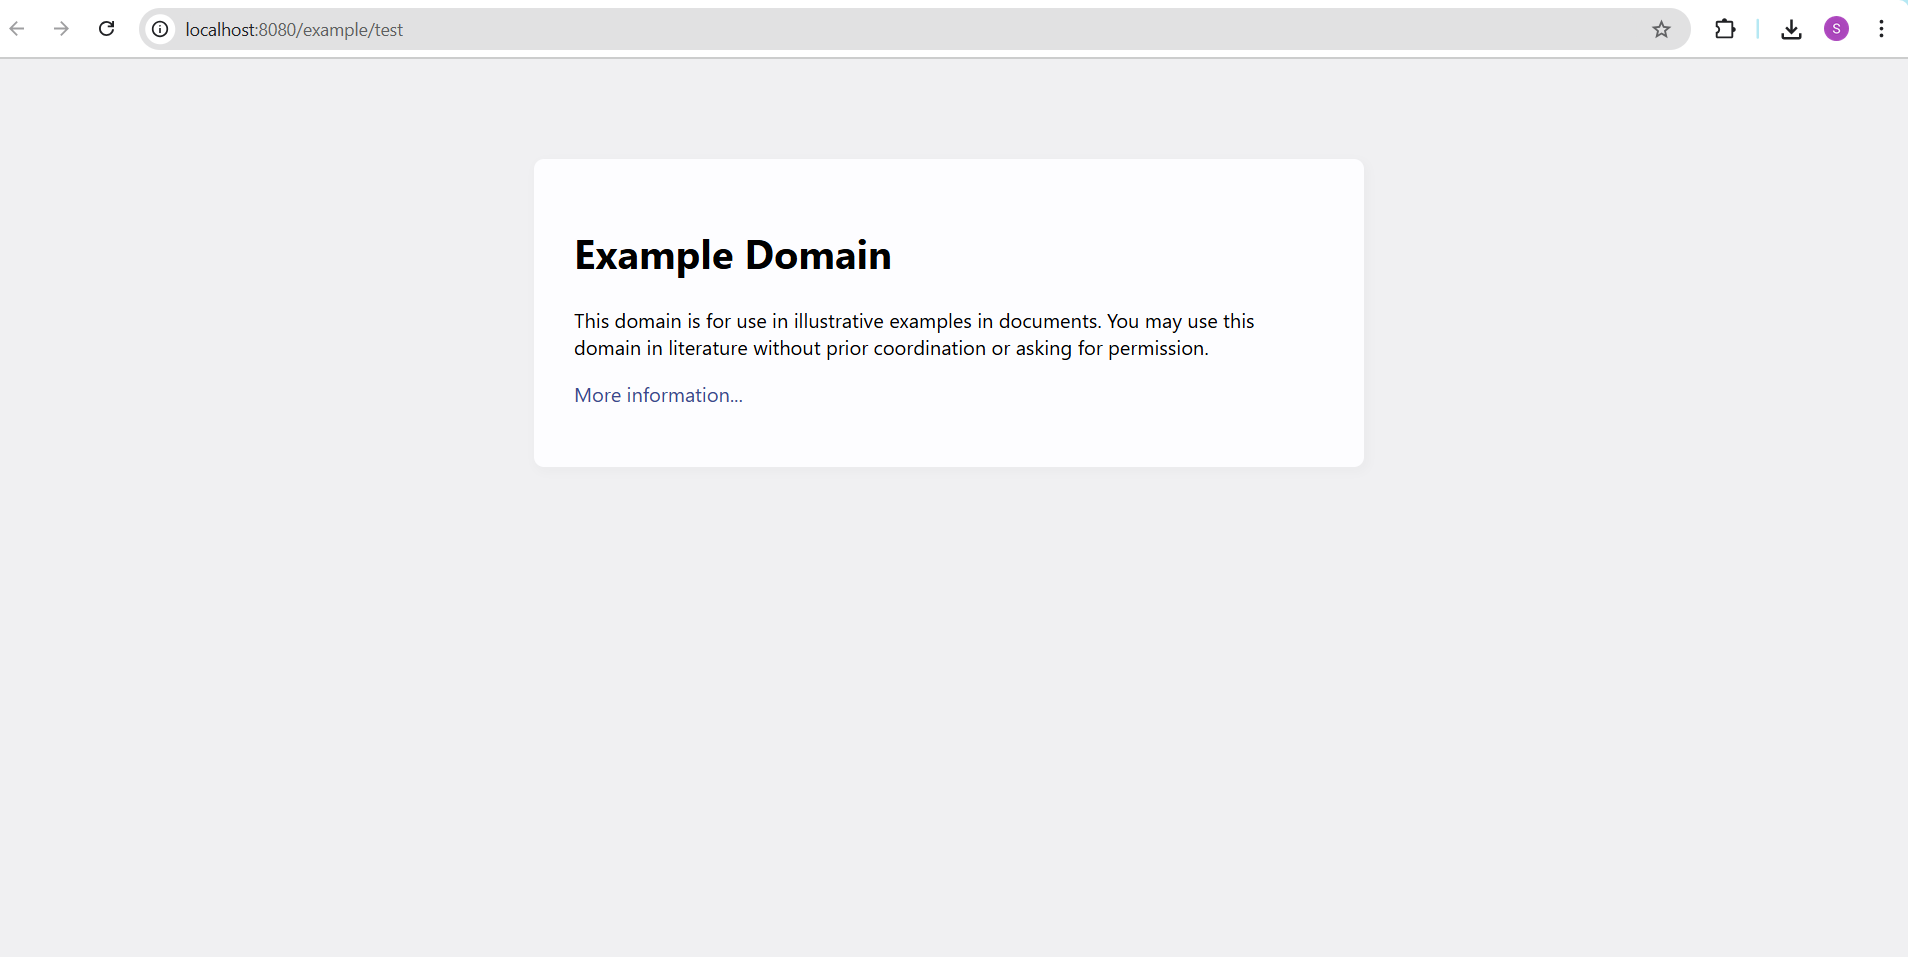 localhost:8080/example/test
S
Example Domain
This domain is for use in illustrative examples in documents. You may use this
domain in literature without prior coordination or asking for permission.
More information...